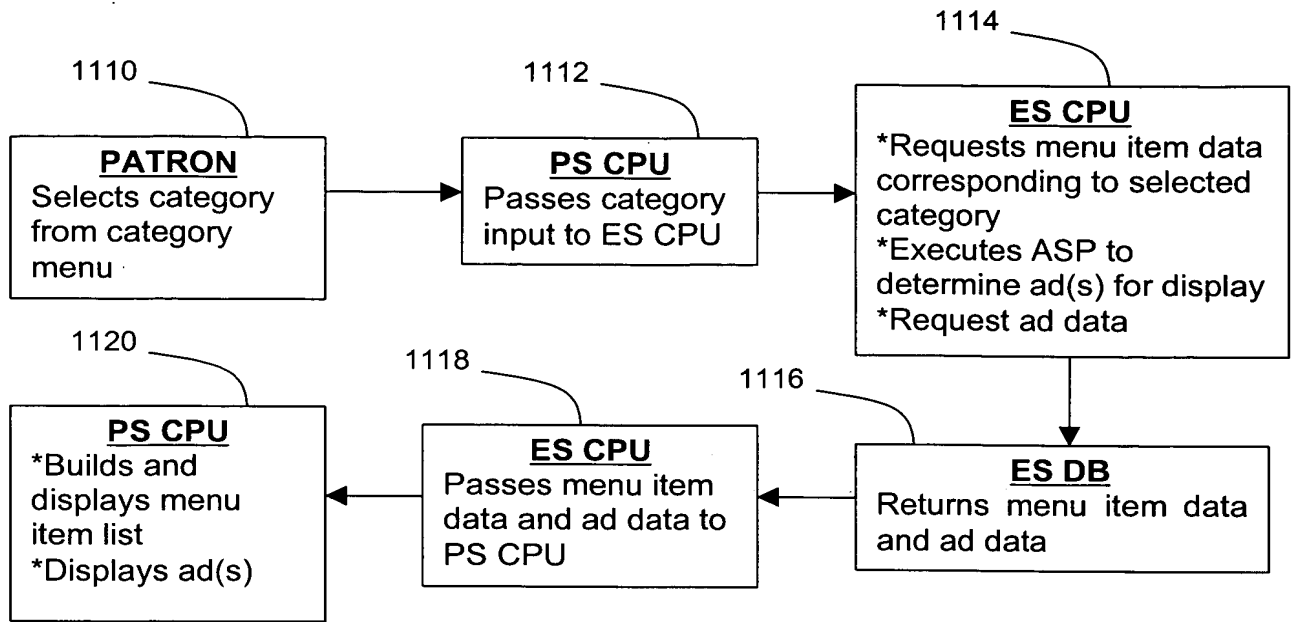 1110
PATRON
Selects category
from category
menu
1112
PS CPU
Passes category
input to ES CPU
1114
ES CPU
*Requests menu item data
corresponding to selected
category
*Executes ASP to
determine ad(s) for display
*Request ad data
1116
ES DB
Returns menu item data
and ad data
1118
ES CPU
Passes menu item
data and ad data to
PS CPU
1120
PS CPU
*Builds and
displays menu
item list
*Displays ad(s)